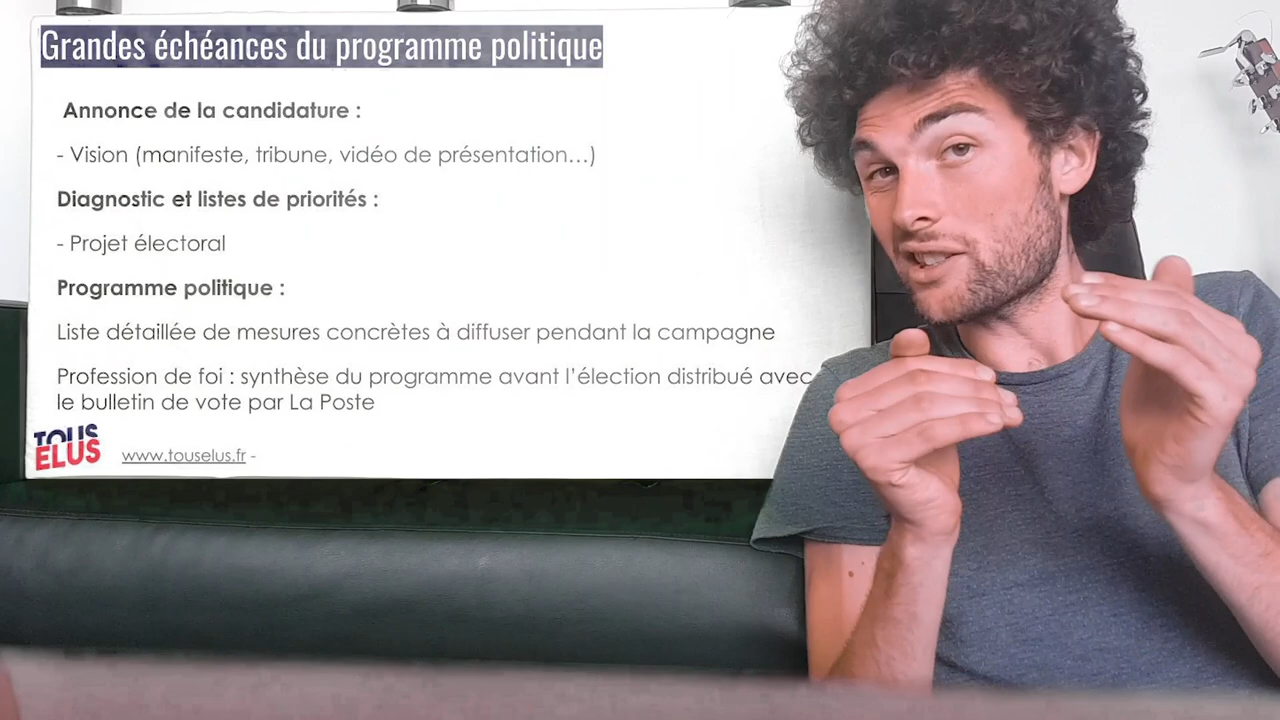 Grandes échéances du programme politique
Annonce de la candidature :
- Vision (manifeste, tribune, vidéo de présentation...)
Diagnostic et listes de priorités :
- Projet électoral
Programme politique :
Liste détaillée de mesures concrètes à diffuser pendant la campagne
Profession de foi : synthèse du programme avant l'élection distribué avec
le bulletin de vote par La Poste
TOUS
ELUS
www.touselus.fr -